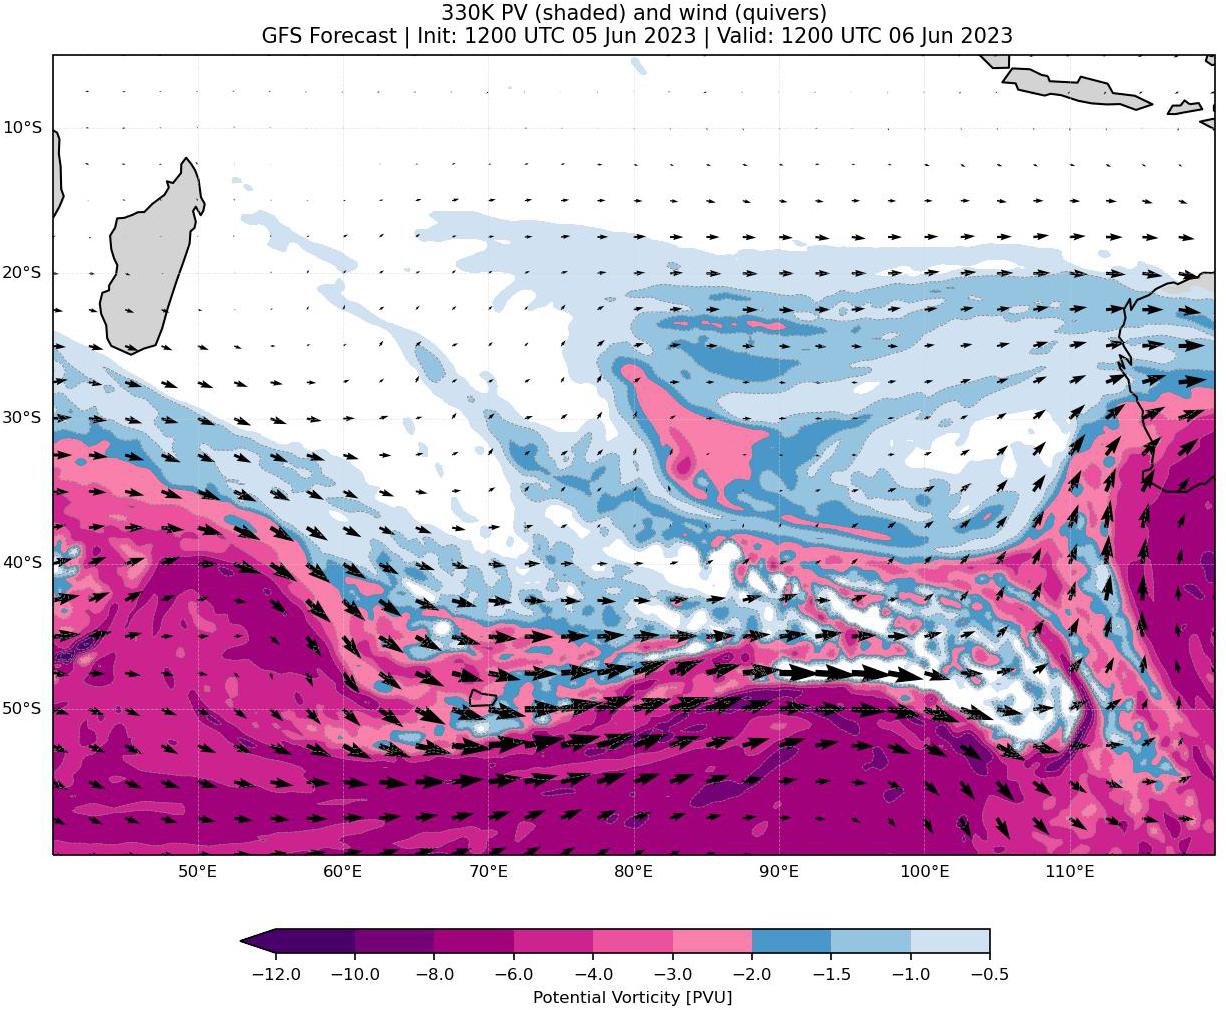 330K PV (shaded) and wind (quivers)
GFS Forecast | Init: 1200 UTC 05 Jun 2023 | Valid: 1200 UTC 06 Jun 2023
10°S
20°S
30°S
40°S
50°S
50°E 60°E 70°E 80°E 90°E 100°E 110°E
−12.0 −10.0 −8.0 −6.0 −4.0 −3.0 −2.0 −1.5 −1.0 −0.5
Potential Vorticity [PVU]